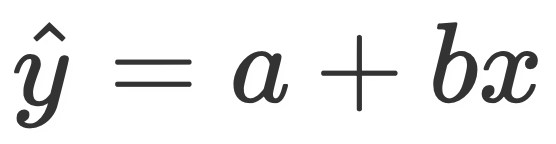 ŷ = a + bx